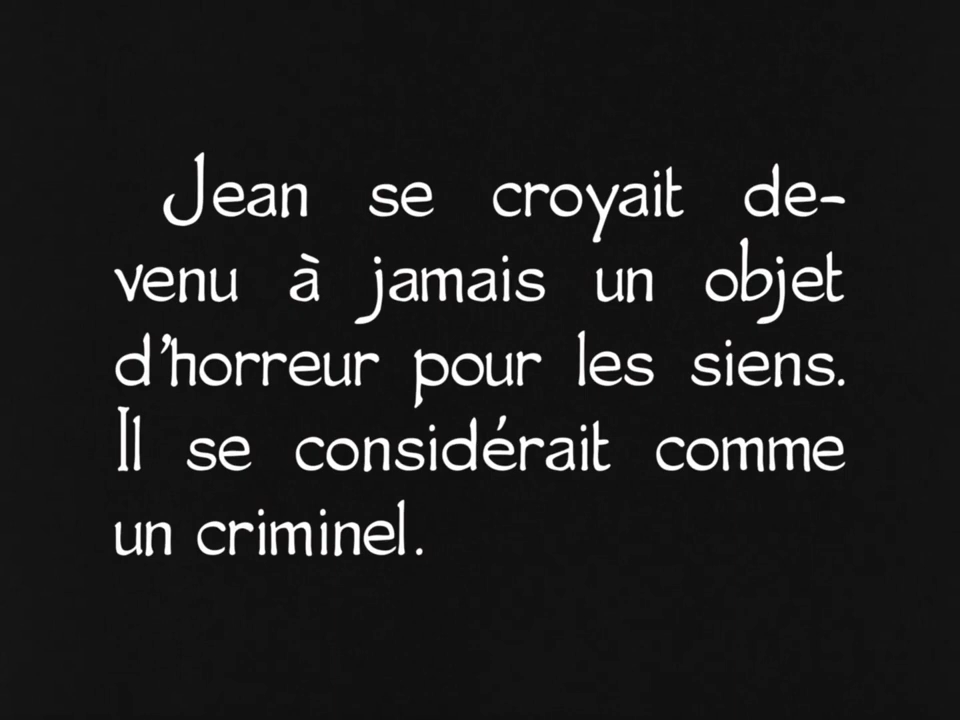 Jean se croyait de-
venu à jamais un objet
d'horreur pour les siens.
Il se considérait comme
un criminel.